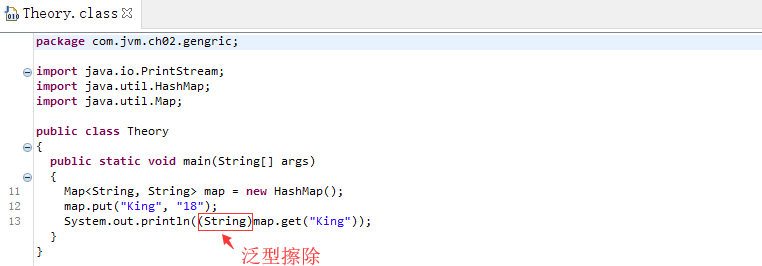 Theory.class
package com.jvm.ch02.gengric;
import java.io.PrintStream;
import java.util.HashMap;
import java.util.Map;
public class Theory
{
public static void main(String[] args)
{
11 Map<String, String> map = new HashMap();
12 map.put("King", "18");
13 System.out.println((String)map.get("King"));
}
}
泛型擦除